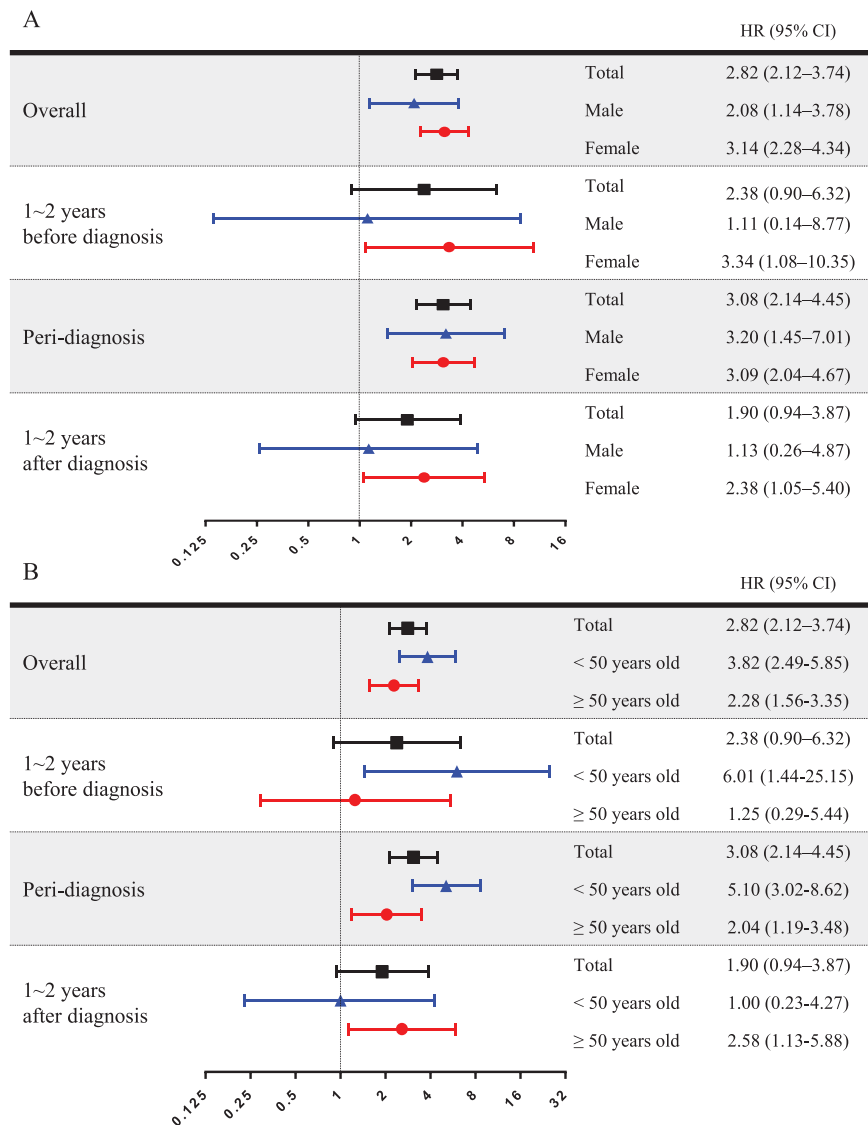 A
HR (95% CI)
Overall
Total 2.82 (2.12–3.74)
Male 2.08 (1.14–3.78)
Female 3.14 (2.28–4.34)
1~2 years
before diagnosis
Total 2.38 (0.90–6.32)
Male 1.11 (0.14–8.77)
Female 3.34 (1.08–10.35)
Peri-diagnosis
Total 3.08 (2.14–4.45)
Male 3.20 (1.45–7.01)
Female 3.09 (2.04–4.67)
1~2 years
after diagnosis
Total 1.90 (0.94–3.87)
Male 1.13 (0.26–4.87)
Female 2.38 (1.05–5.40)
0.125 0.25 0.5 1 2 4 8 16
B
HR (95% CI)
Overall
Total 2.82 (2.12–3.74)
< 50 years old 3.82 (2.49-5.85)
≥ 50 years old 2.28 (1.56-3.35)
1~2 years
before diagnosis
Total 2.38 (0.90–6.32)
< 50 years old 6.01 (1.44-25.15)
≥ 50 years old 1.25 (0.29-5.44)
Peri-diagnosis
Total 3.08 (2.14–4.45)
< 50 years old 5.10 (3.02-8.62)
≥ 50 years old 2.04 (1.19-3.48)
1~2 years
after diagnosis
Total 1.90 (0.94–3.87)
< 50 years old 1.00 (0.23-4.27)
≥ 50 years old 2.58 (1.13-5.88)
0.125 0.25 0.5 1 2 4 8 16 32